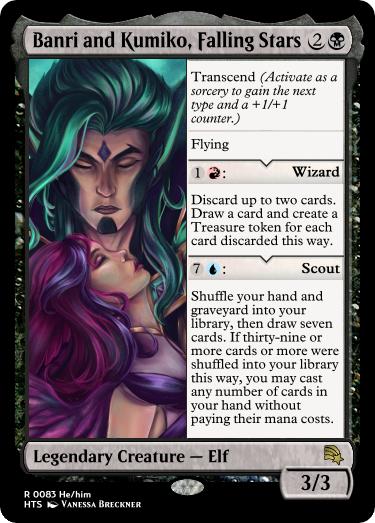 Banri and Kumiko, Falling Stars 2
Transcend (Activate as a
sorcery to gain the next
type and a +1/+1
counter.)
Flying
1 : Wizard
Discard up to two cards.
Draw a card and create a
Treasure token for each
card discarded this way.
7 : Scout
Shuffle your hand and
graveyard into your
library, then draw seven
cards. If thirty-nine or
more cards or more were
shuffled into your library
this way, you may cast
any number of cards in
your hand without
paying their mana costs.
Legendary Creature — Elf
3/3
R 0083 He/him
HTS Vanessa Breckner